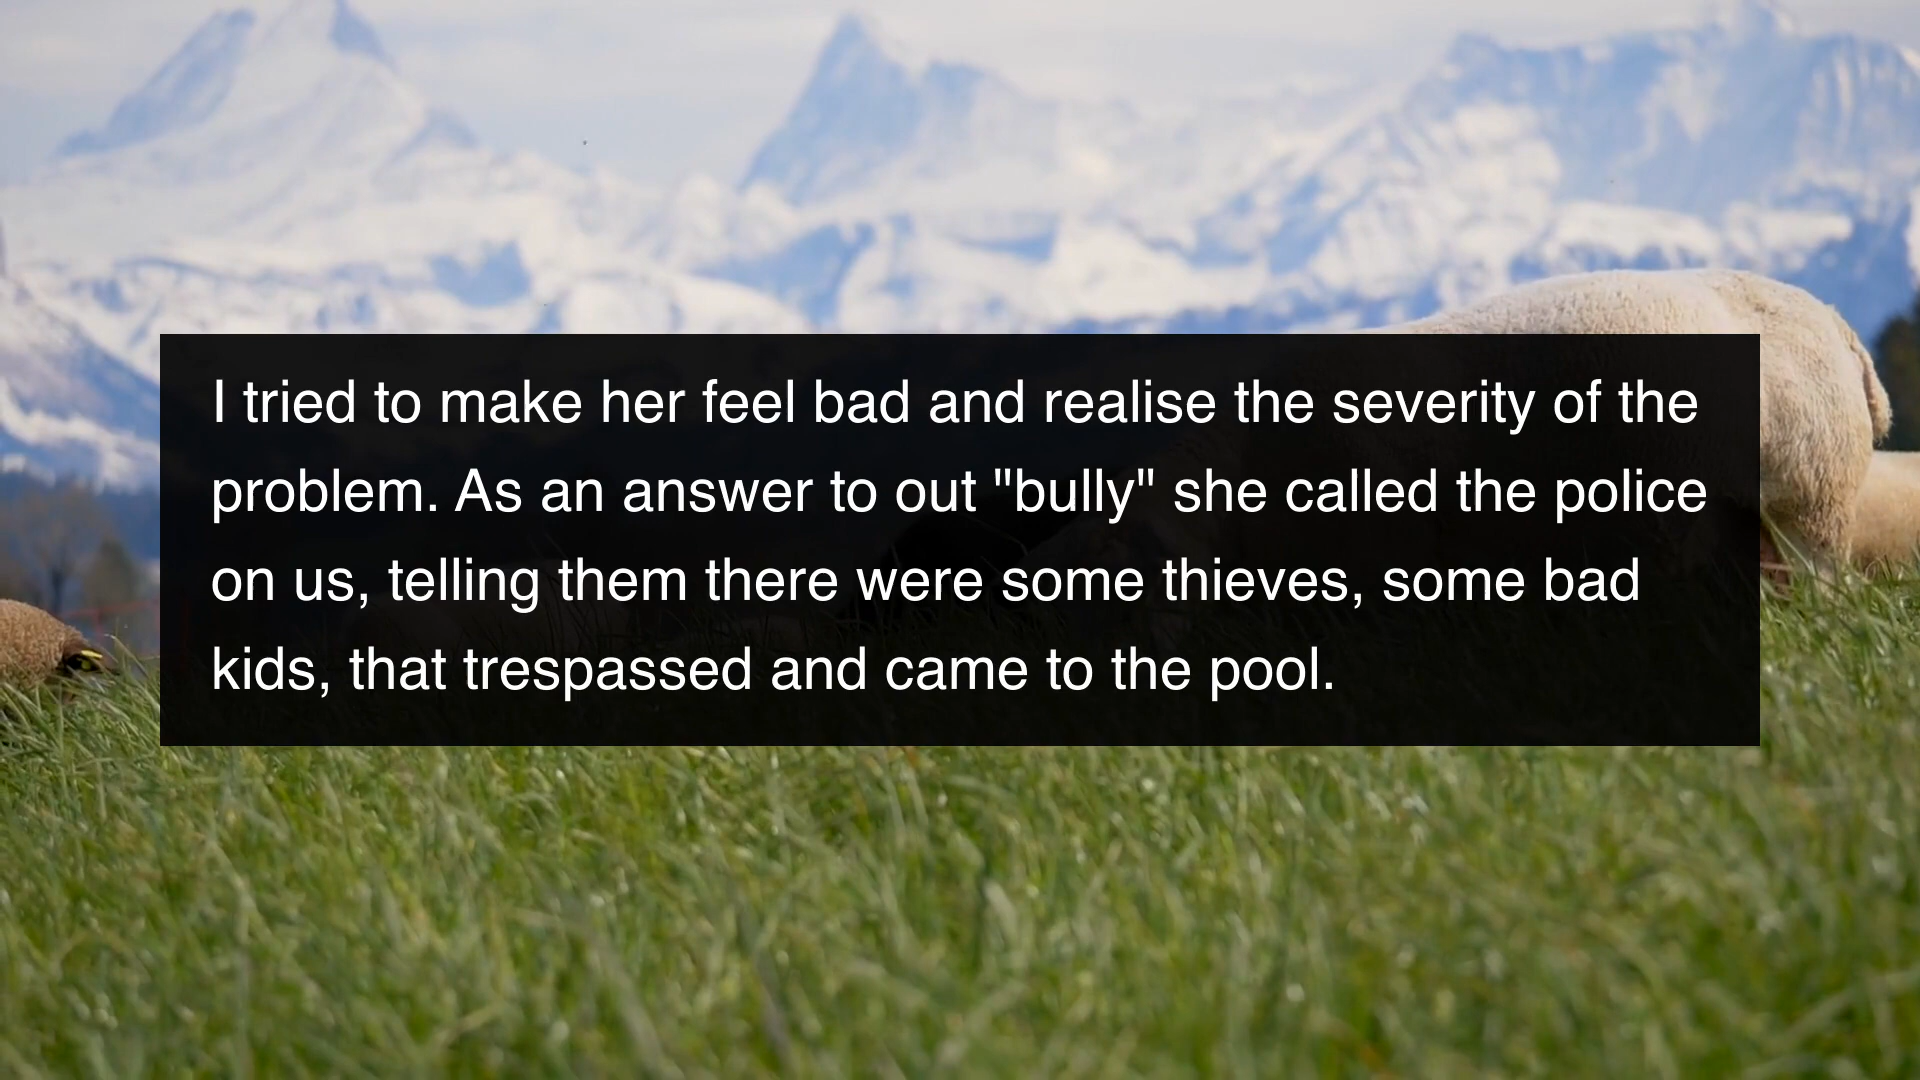 I tried to make her feel bad and realise the severity of the
problem. As an answer to out "bully" she called the police
on us, telling them there were some thieves, some bad
kids, that trespassed and came to the pool.